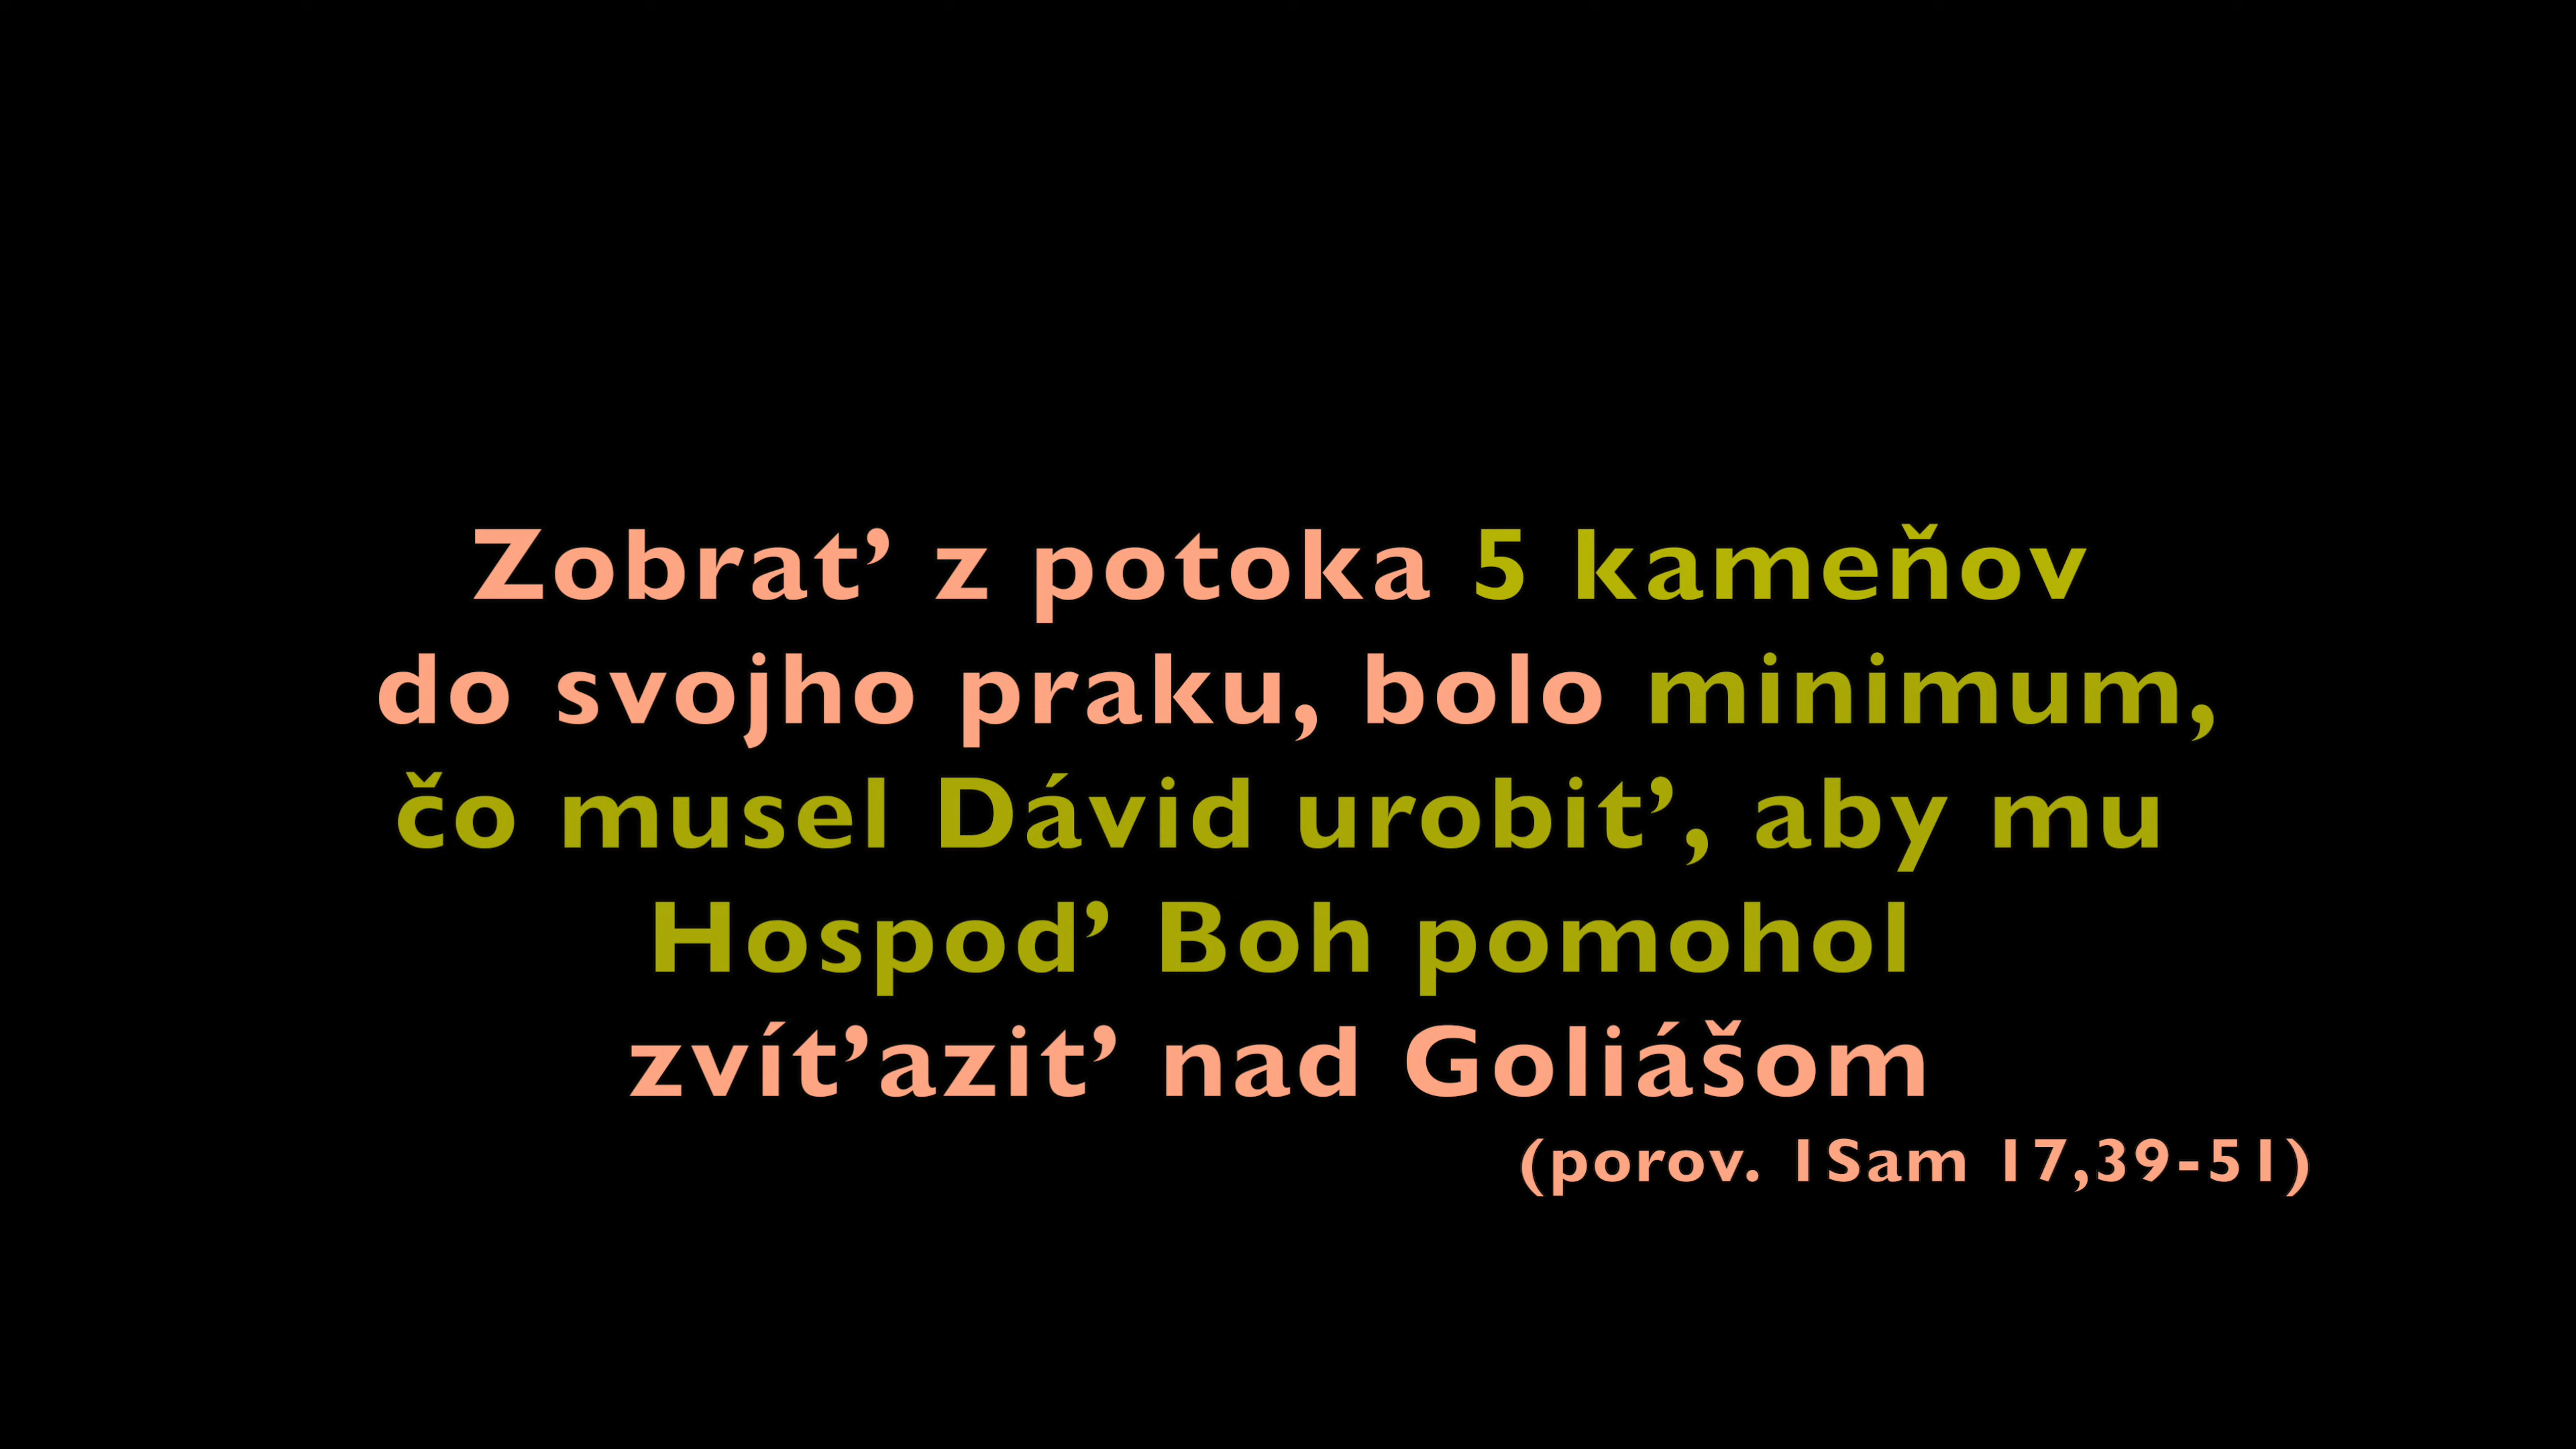 Zobrať z potoka 5 kameňov
do svojho praku, bolo minimum,
čo musel Dávid urobiť, aby mu
Hospoď Boh pomohol
zvíťaziť nad Goliášom
(porov. 1Sam 17,39-51)